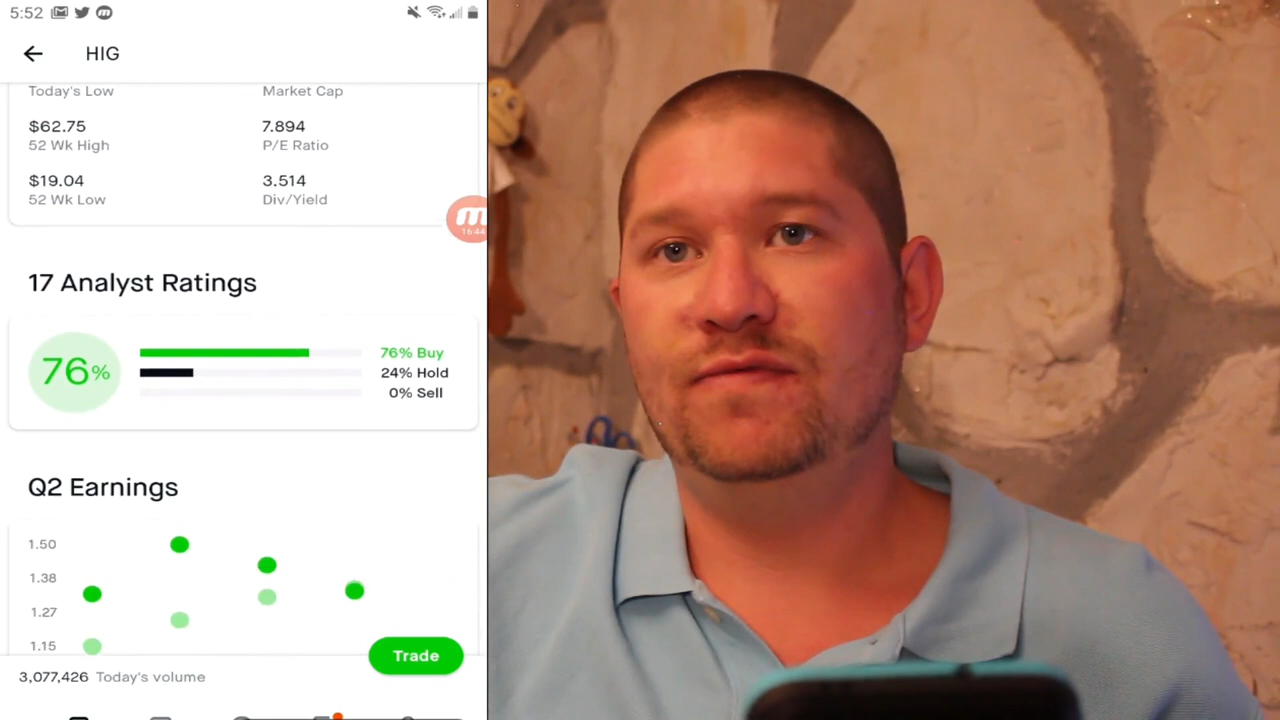 5:52
HIG
Today's Low Market Cap
$62.75 7.894
52 Wk High P/E Ratio
$19.04 3.514
52 Wk Low Div/Yield
16:44
17 Analyst Ratings
76% 76% Buy
24% Hold
0% Sell
Q2 Earnings
1.50
1.38
1.27
1.15
Trade
3,077,426 Today's volume